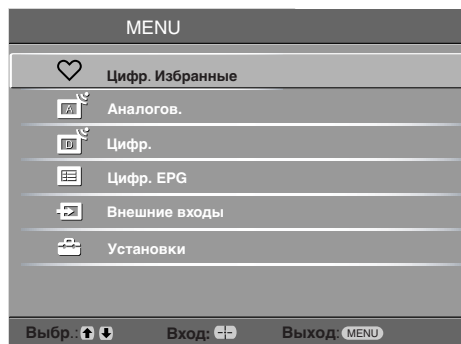 MENU
Цифр. Избранные
Аналогов.
Цифр.
Цифр. EPG
Внешние входы
Установки
Выбр.: Вход: Выход: MENU